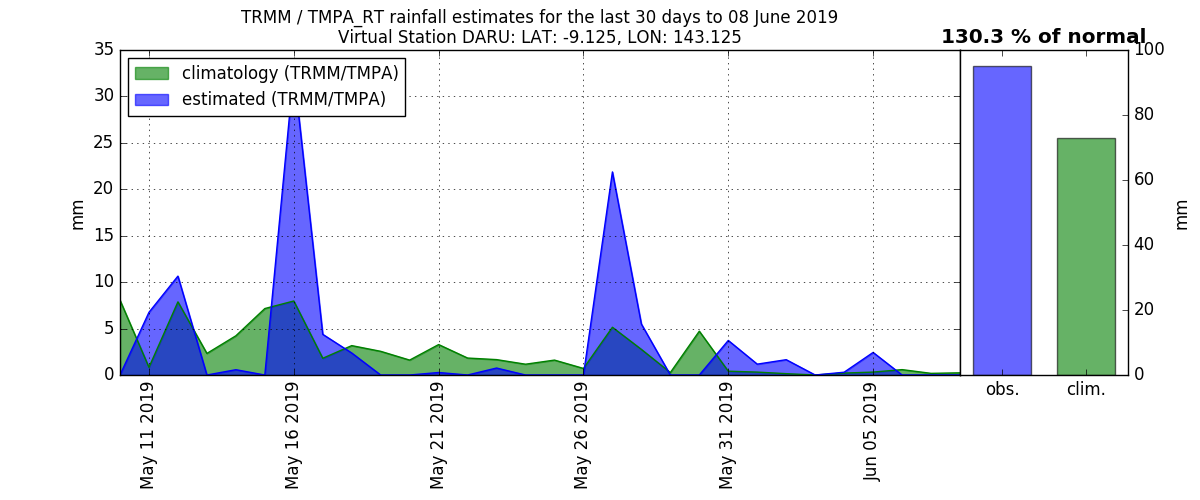 TRMM / TMPA_RT rainfall estimates for the last 30 days to 08 June 2019
Virtual Station DARU: LAT: -9.125, LON: 143.125
130.3 % of normal
climatology (TRMM/TMPA)
estimated (TRMM/TMPA)
35
30
25
20
15
10
5
0
mm
May 11 2019
May 16 2019
May 21 2019
May 26 2019
May 31 2019
Jun 05 2019
100
80
60
40
20
0
mm
obs.
clim.